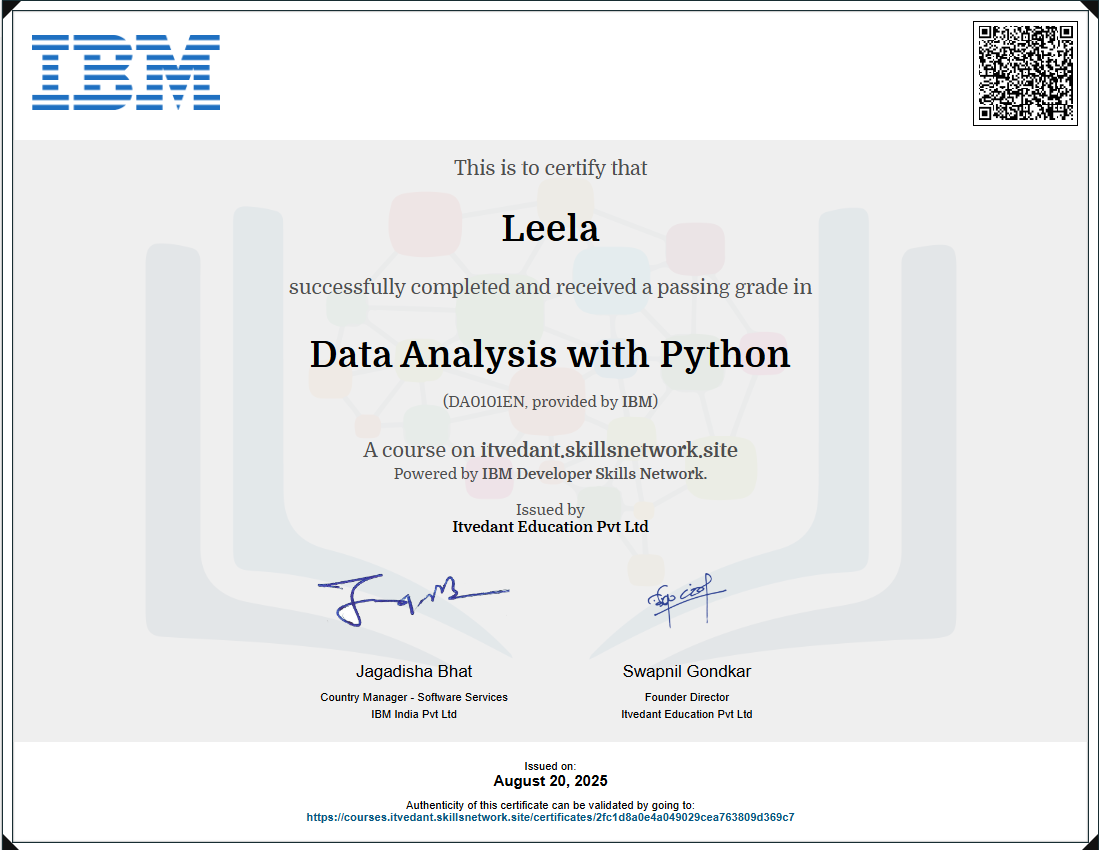 IBM
This is to certify that
Leela
successfully completed and received a passing grade in
Data Analysis with Python
(DA0101EN, provided by IBM)
A course on itvedant.skillsnetwork.site
Powered by IBM Developer Skills Network.
Issued by
Itvedant Education Pvt Ltd
Jagadisha Bhat
Country Manager - Software Services
IBM India Pvt Ltd
Swapnil Gondkar
Founder Director
Itvedant Education Pvt Ltd
Issued on:
August 20, 2025
Authenticity of this certificate can be validated by going to:
https://courses.itvedant.skillsnetwork.site/certificates/2fc1d8a0e4a049029cea763809d369c7